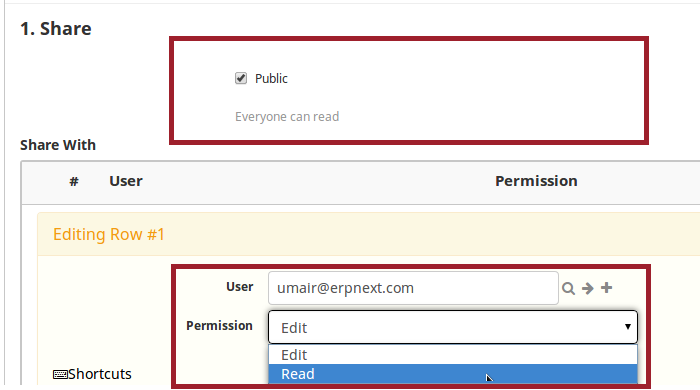 1. Share
Public
Everyone can read
Share With
# User Permission
Editing Row #1
User umair@erpnext.com
Permission Edit
Edit
Shortcuts Read